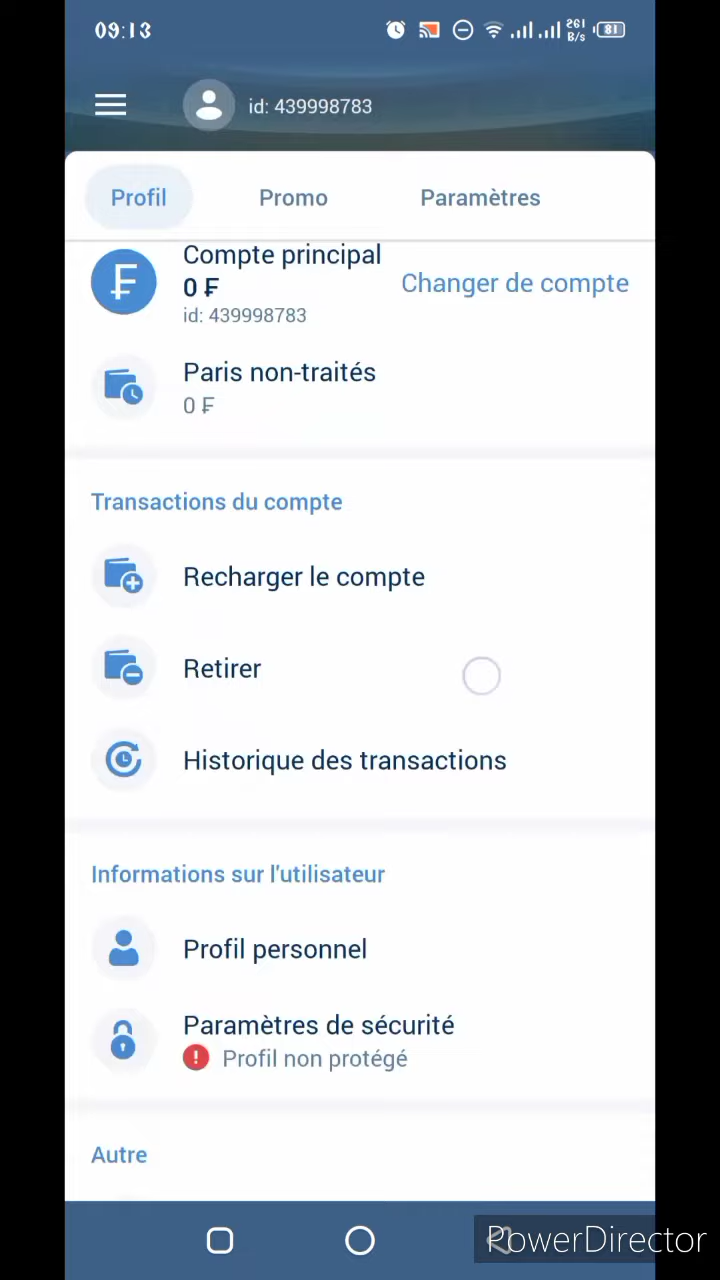 09:13
261
B/s
81
id: 439998783
Profil
Promo
Paramètres
Compte principal
0 ₣
Changer de compte
id: 439998783
Paris non-traités
0 ₣
Transactions du compte
Recharger le compte
Retirer
Historique des transactions
Informations sur l'utilisateur
Profil personnel
Paramètres de sécurité
Profil non protégé
Autre
PowerDirector